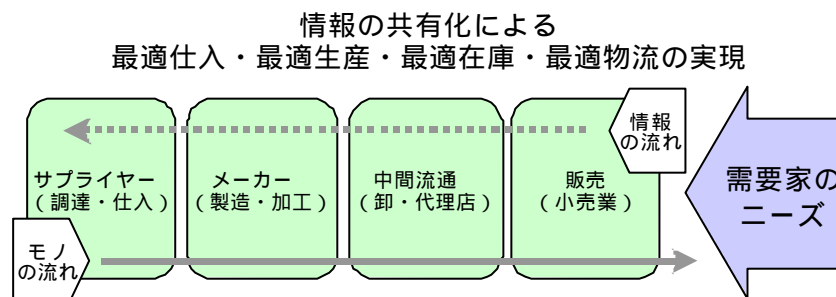 情報の共有化による
最適仕入・最適生産・最適在庫・最適物流の実現
情報
の流れ
サプライヤー
（調達・仕入）
メーカー
（製造・加工）
中間流通
（卸・代理店）
販売
（小売業）
需要家の
ニーズ
モノ
の流れ